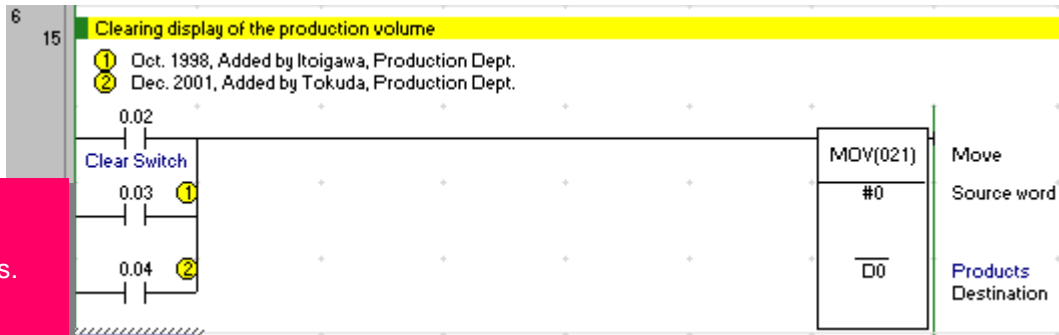 6
15
Clearing display of the production volume
1 Oct. 1998, Added by Itoigawa, Production Dept.
2 Dec. 2001, Added by Tokuda, Production Dept.
0.02
Clear Switch
MOV(021) Move
0.03 1
#0 Source word
s.
0.04 2
D0 Products
Destination